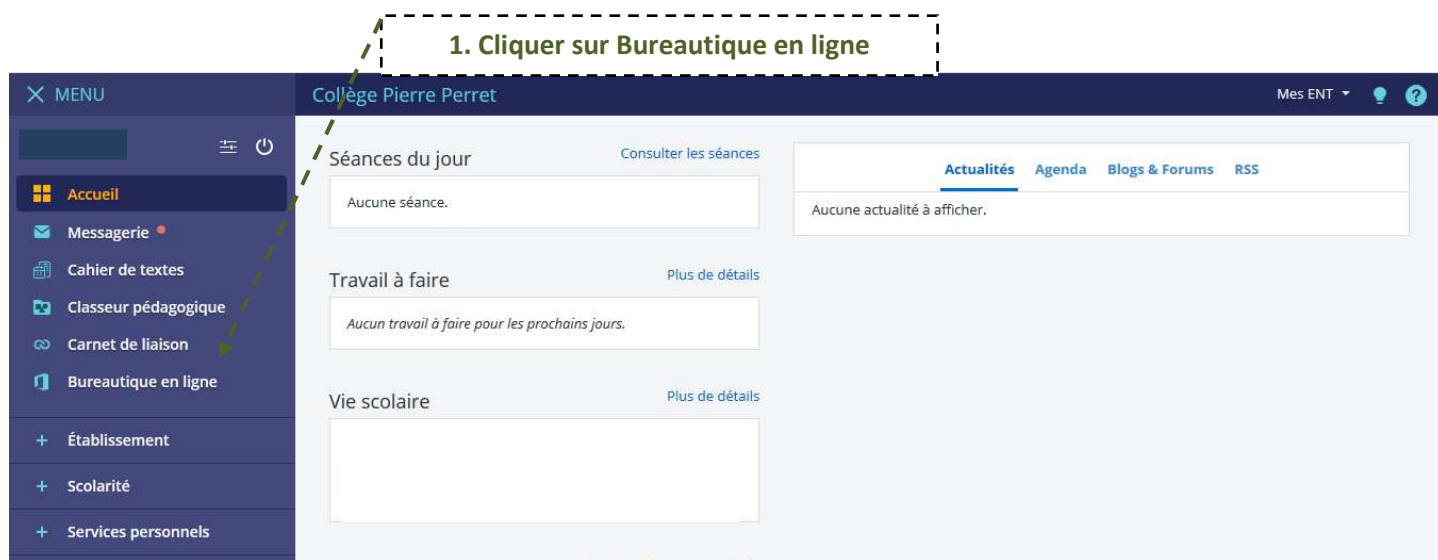 1. Cliquer sur Bureautique en ligne
MENU
Collège Pierre Perret
Mes ENT
Séances du jour
Consulter les séances
Aucune séance.
Actualités Agenda Blogs & Forums RSS
Aucune actualité à afficher.
Accueil
Messagerie
Cahier de textes
Classeur pédagogique
Carnet de liaison
Bureautique en ligne
Travail à faire
Plus de détails
Aucun travail à faire pour les prochains jours.
Vie scolaire
Plus de détails
+ Établissement
+ Scolarité
+ Services personnels